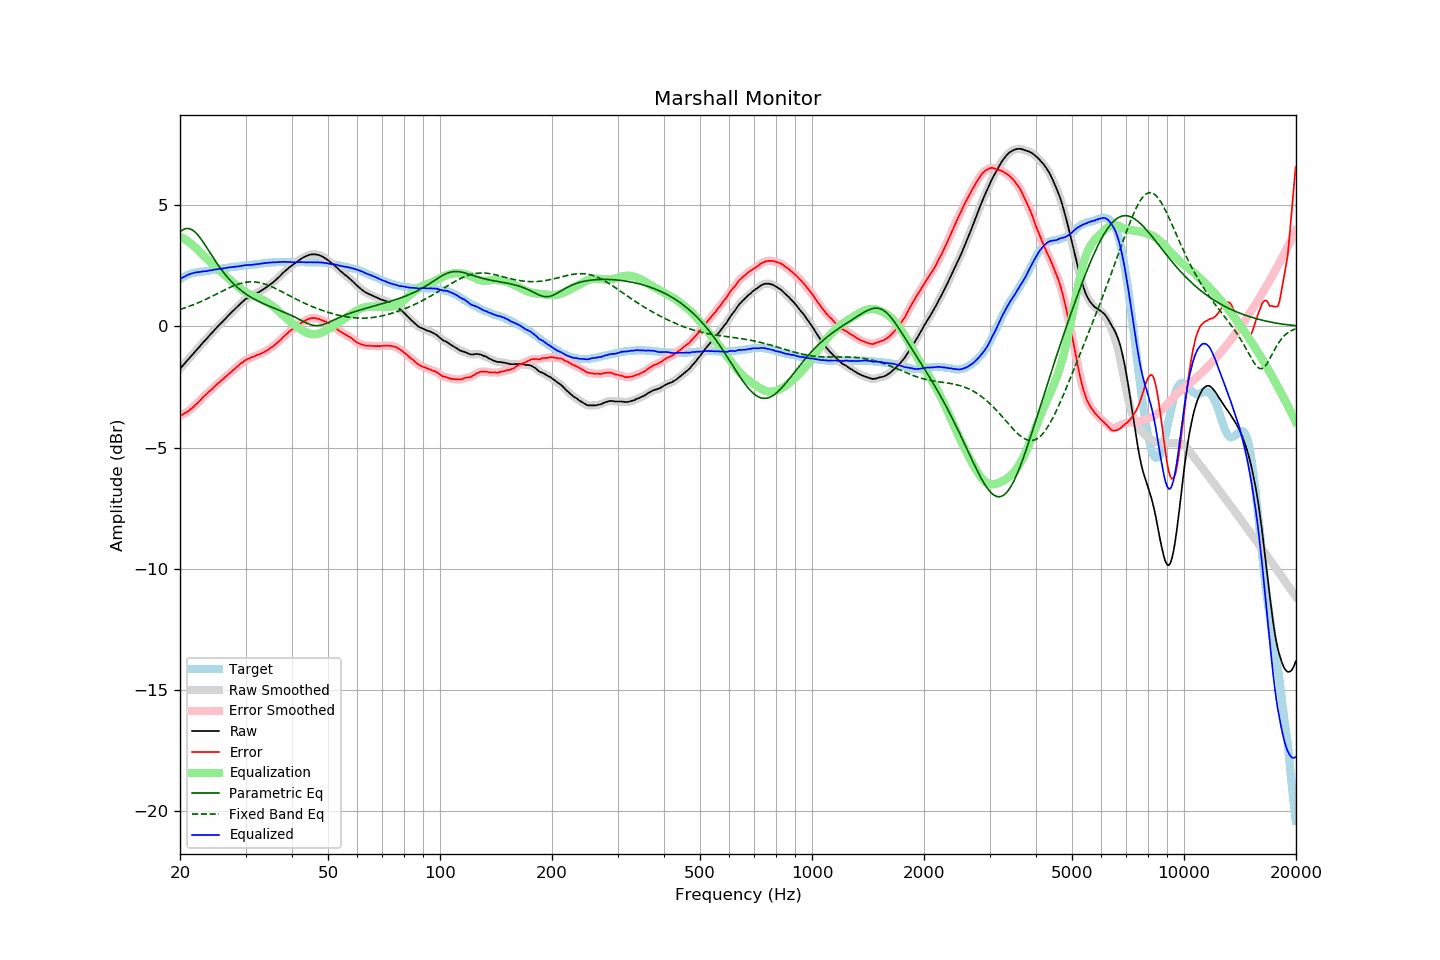 Marshall Monitor
Amplitude (dBr)
5
0
−5
−10
−15
−20
Target
Raw Smoothed
Error Smoothed
Raw
Error
Equalization
Parametric Eq
Fixed Band Eq
Equalized
20 50 100 200 500 1000 2000 5000 10000 20000
Frequency (Hz)